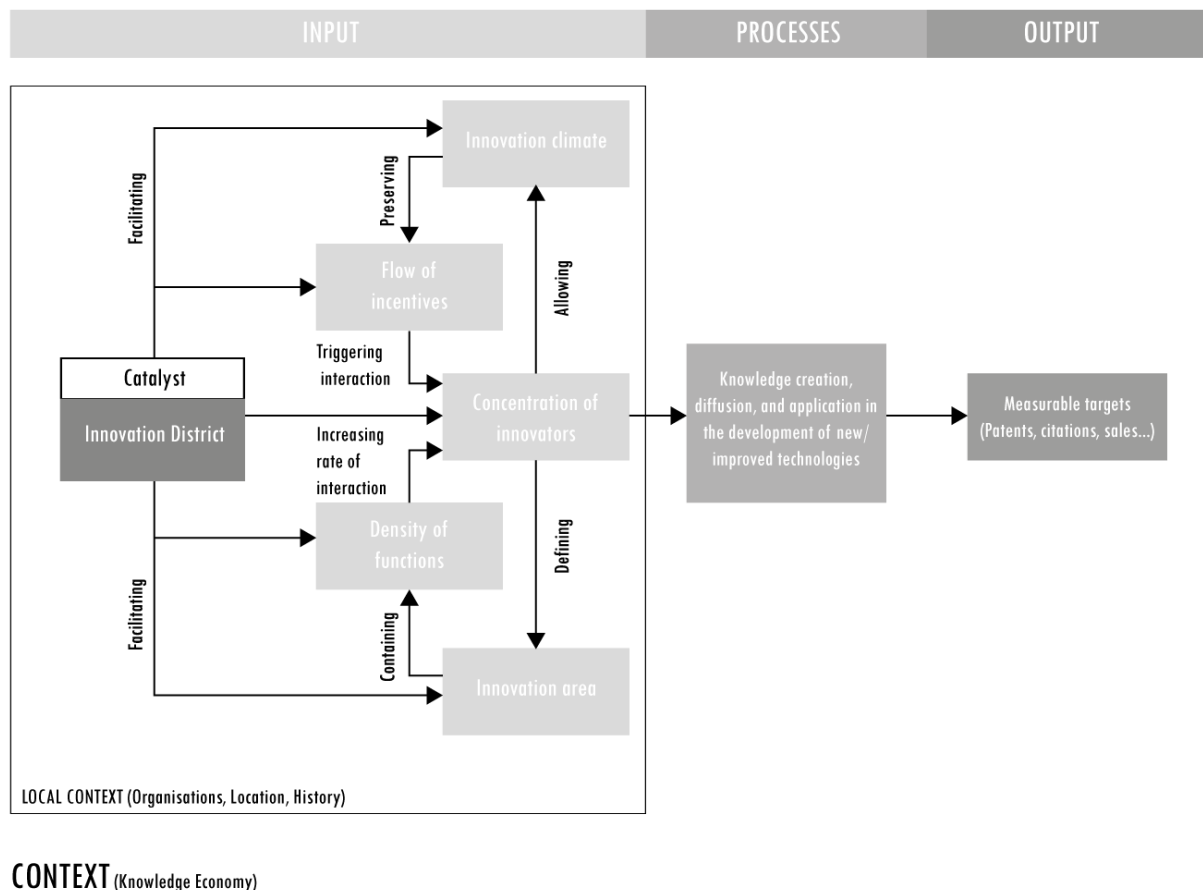 INPUT
PROCESSES
OUTPUT
Innovation climate
Facilitating
Preserving
Flow of
incentives
Allowing
Triggering
interaction
Catalyst
Innovation District
Concentration of
innovators
Knowledge creation,
diffusion, and application in
the development of new/
improved technologies
Measurable targets
(Patents, citations, sales...)
Increasing
rate of
interaction
Density of
functions
Defining
Facilitating
Containing
Innovation area
LOCAL CONTEXT (Organisations, Location, History)
CONTEXT (Knowledge Economy)